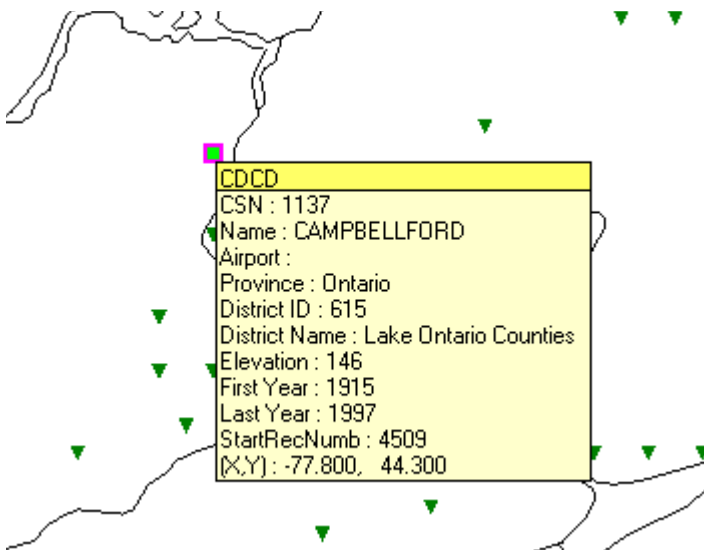 CDCD
CSN : 1137
Name : CAMPBELLFORD
Airport :
Province : Ontario
District ID : 615
District Name : Lake Ontario Counties
Elevation : 146
First Year : 1915
Last Year : 1997
StartRecNumb : 4509
(X,Y) : -77.800, 44.300